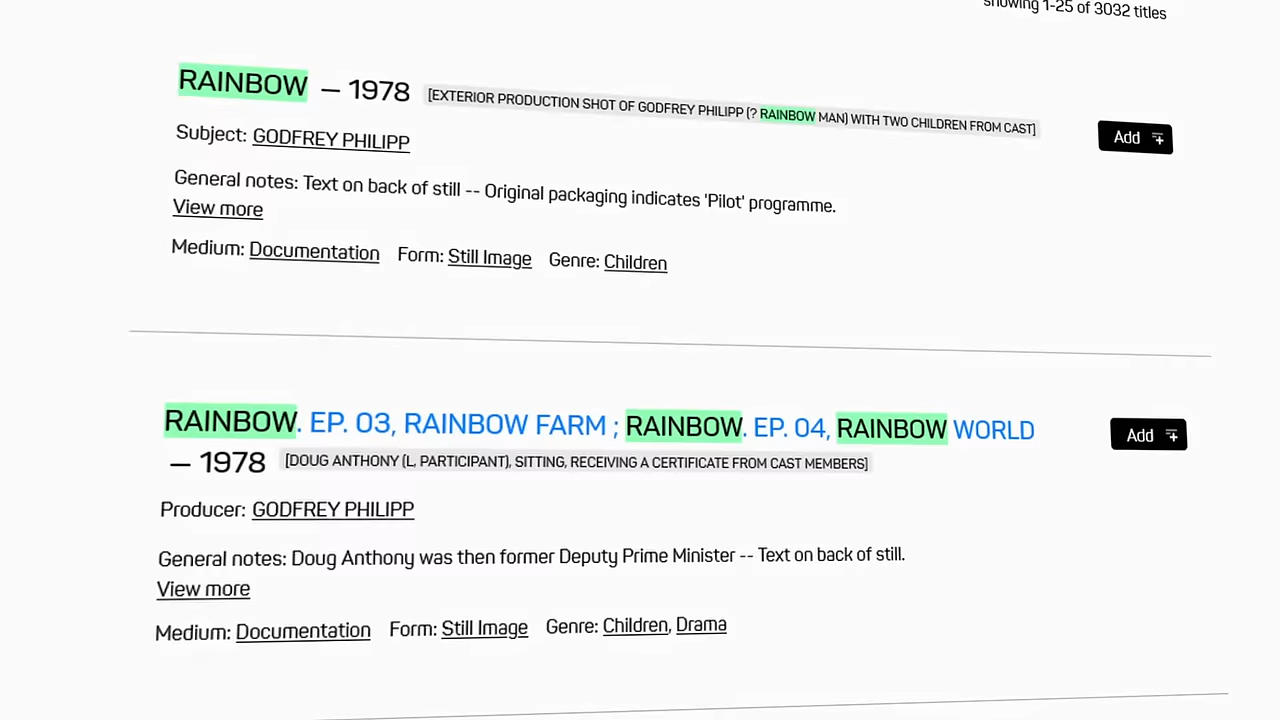 showing 1-25 of 3032 titles
RAINBOW — 1978 [EXTERIOR PRODUCTION SHOT OF GODFREY PHILIPP (? RAINBOW MAN) WITH TWO CHILDREN FROM CAST]
Add
Subject: GODFREY PHILIPP
General notes: Text on back of still -- Original packaging indicates 'Pilot' programme.
View more
Medium: Documentation Form: Still Image Genre: Children
RAINBOW. EP. 03, RAINBOW FARM ; RAINBOW. EP. 04, RAINBOW WORLD
Add
— 1978 [DOUG ANTHONY (L, PARTICIPANT), SITTING, RECEIVING A CERTIFICATE FROM CAST MEMBERS]
Producer: GODFREY PHILIPP
General notes: Doug Anthony was then former Deputy Prime Minister -- Text on back of still.
View more
Medium: Documentation Form: Still Image Genre: Children, Drama